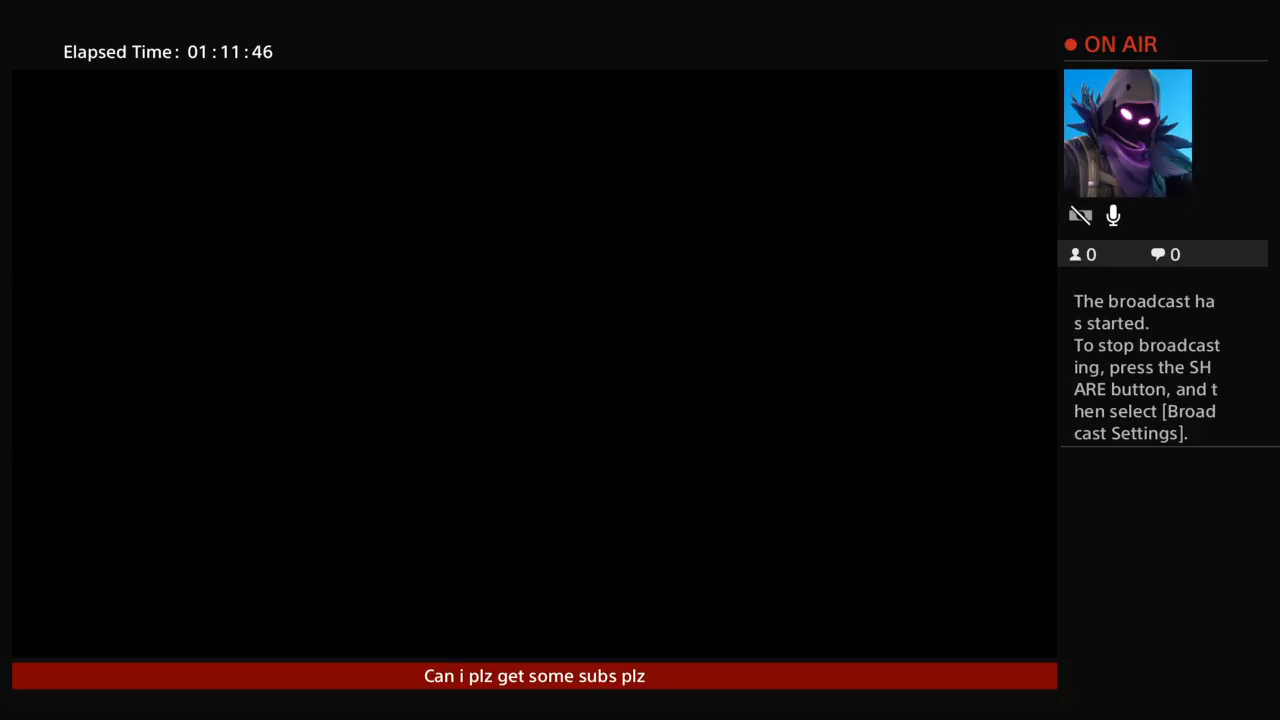 Elapsed Time: 01:11:46
ON AIR
0 0
The broadcast ha
s started.
To stop broadcast
ing, press the SH
ARE button, and t
hen select [Broad
cast Settings].
Can i plz get some subs plz